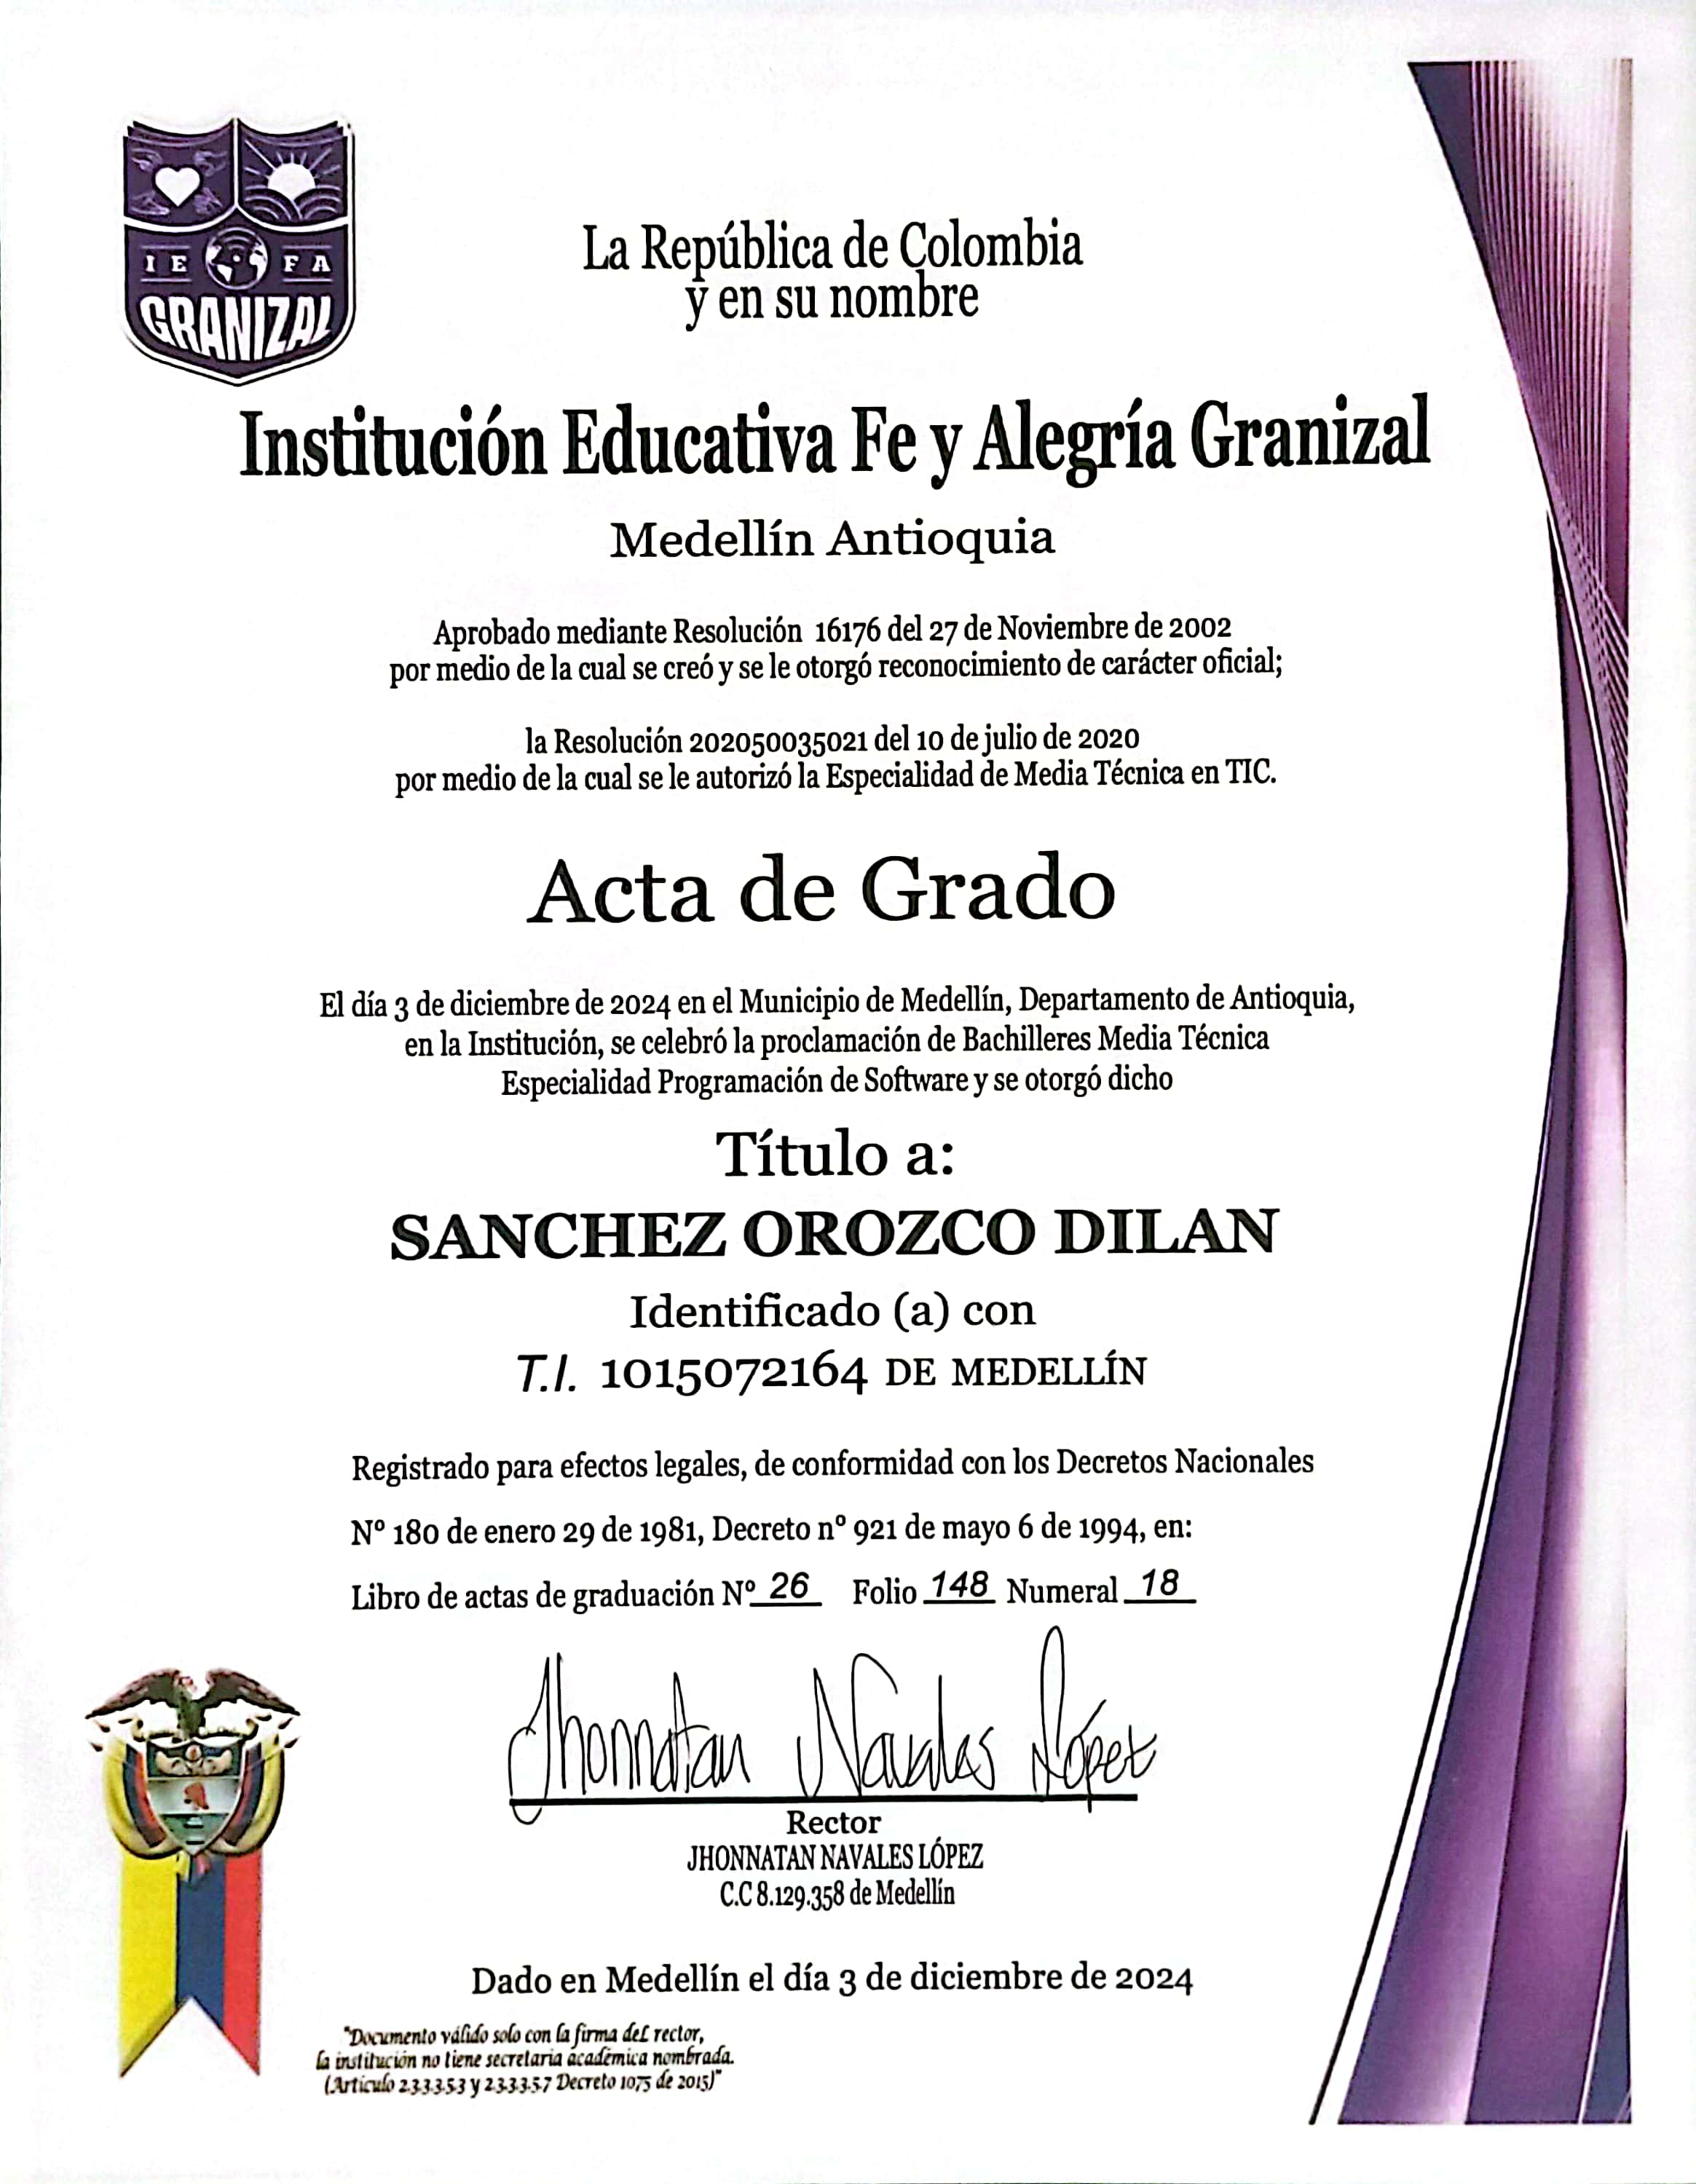 IE FA
GRANIZAL
La República de Colombia
y en su nombre
Institución Educativa Fe y Alegría Granizal
Medellín Antioquia
Aprobado mediante Resolución 16176 del 27 de Noviembre de 2002
por medio de la cual se creó y se le otorgó reconocimiento de carácter oficial;
la Resolución 202050035021 del 10 de julio de 2020
por medio de la cual se le autorizó la Especialidad de Media Técnica en TIC.
Acta de Grado
El día 3 de diciembre de 2024 en el Municipio de Medellín, Departamento de Antioquia,
en la Institución, se celebró la proclamación de Bachilleres Media Técnica
Especialidad Programación de Software y se otorgó dicho
Título a:
SANCHEZ OROZCO DILAN
Identificado (a) con
T.I. 1015072164 DE MEDELLÍN
Registrado para efectos legales, de conformidad con los Decretos Nacionales
Nº 180 de enero 29 de 1981, Decreto nº 921 de mayo 6 de 1994, en:
Libro de actas de graduación Nº 26 Folio 148 Numeral 18
Jhonnatan Navales López
Rector
JHONNATAN NAVALES LÓPEZ
C.C 8.129.358 de Medellín
Dado en Medellín el día 3 de diciembre de 2024
"Documento válido solo con la firma del rector,
la institución no tiene secretaria académica nombrada.
(Artículo 2.3.3.3.5.3 y 2.3.3.3.5.7 Decreto 1075 de 2015)"